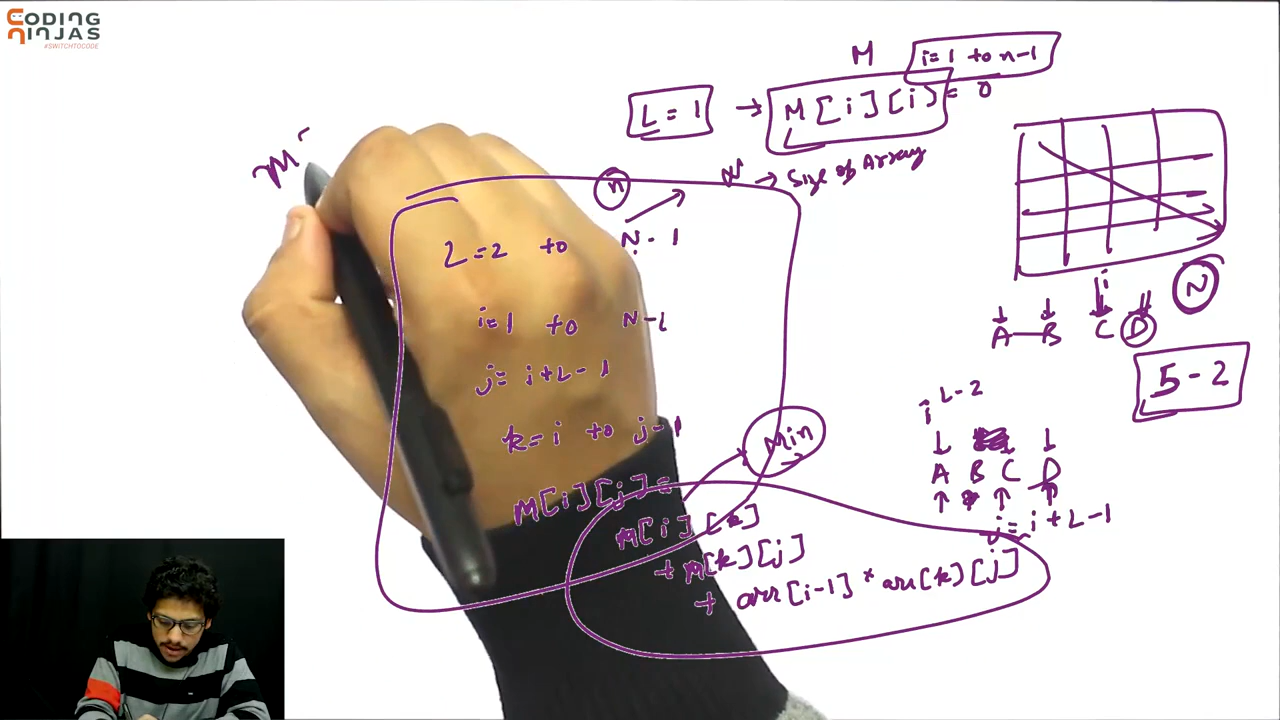 CODING
NINJAS
#SWITCHTOCODE
M
i=1 to n-1
L = 1 → M[i][i] = 0
n
N → Size of Array
L=2 to N-1
i=1 to N-L
j= i+L-1
k= i to j-1
Min
M[i][j] =
M[i][k]
+ M[k][j]
+ arr[i-1] * arr[k][j]
N
A B C D
5-2
L-2
i
A B C D
j= i+L-1